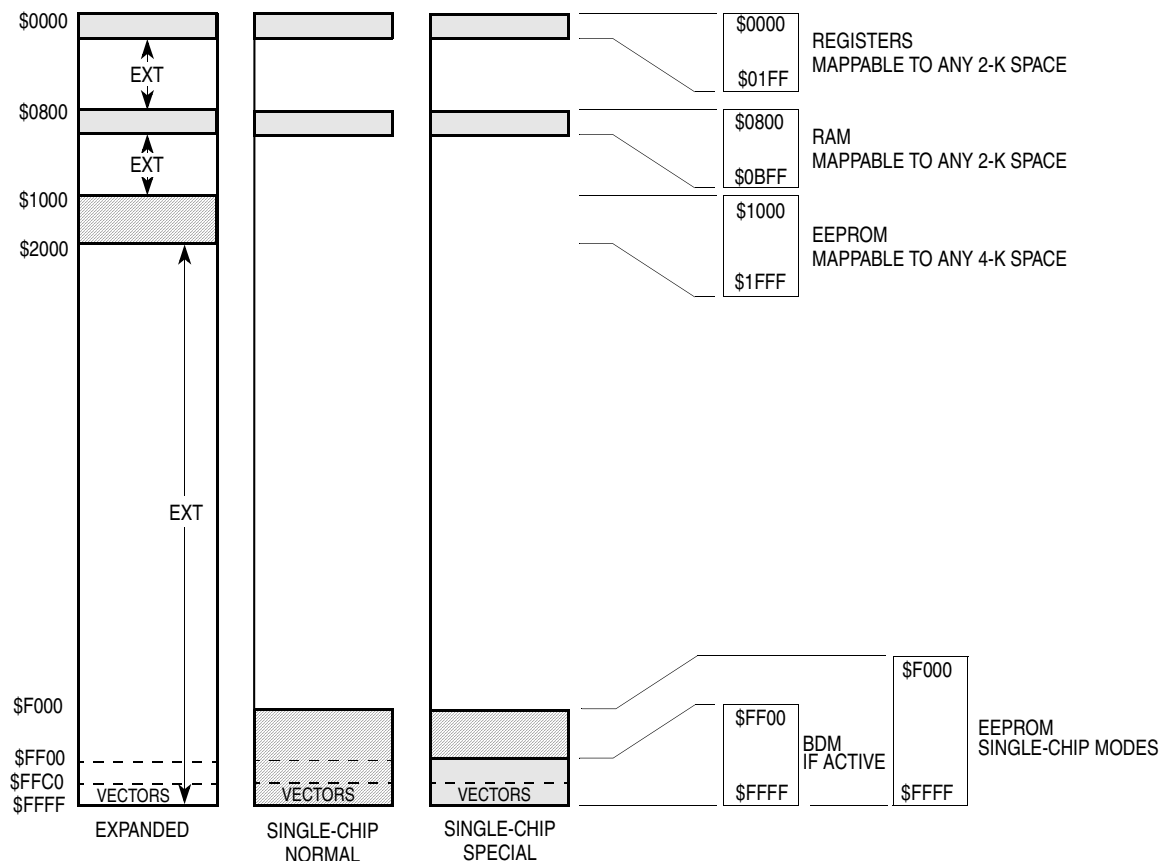 $0000
EXT
$0800
EXT
$1000
$2000
EXT
$F000
$FF00
$FFC0
$FFFF
VECTORS
EXPANDED
VECTORS
SINGLE-CHIP
NORMAL
VECTORS
SINGLE-CHIP
SPECIAL
$0000
$01FF
REGISTERS
MAPPABLE TO ANY 2-K SPACE
$0800
$0BFF
RAM
MAPPABLE TO ANY 2-K SPACE
$1000
$1FFF
EEPROM
MAPPABLE TO ANY 4-K SPACE
$FF00
$FFFF
BDM
IF ACTIVE
$F000
$FFFF
EEPROM
SINGLE-CHIP MODES